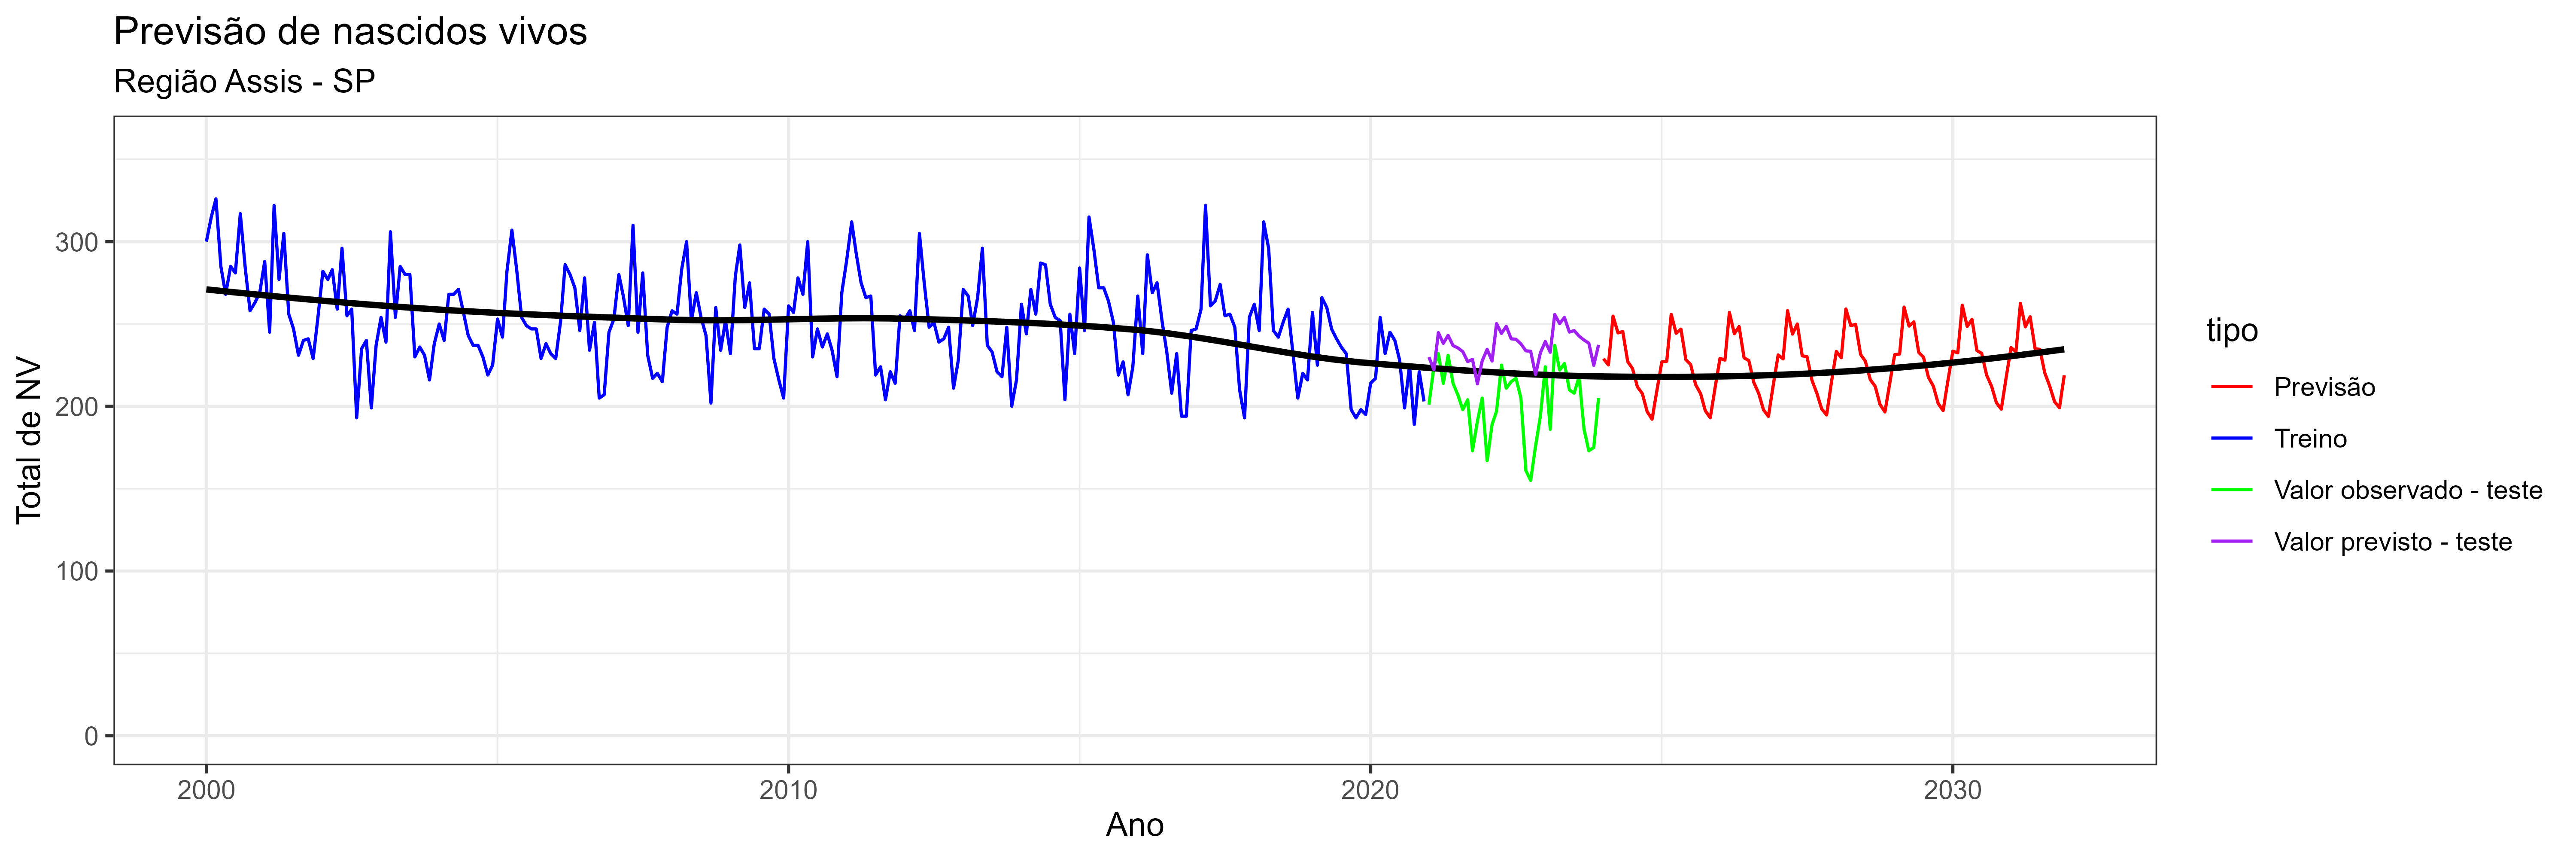 Previsão de nascidos vivos
Região Assis - SP
Total de NV
300
200
100
0
2000
2010
2020
2030
Ano
tipo
Previsão
Treino
Valor observado - teste
Valor previsto - teste